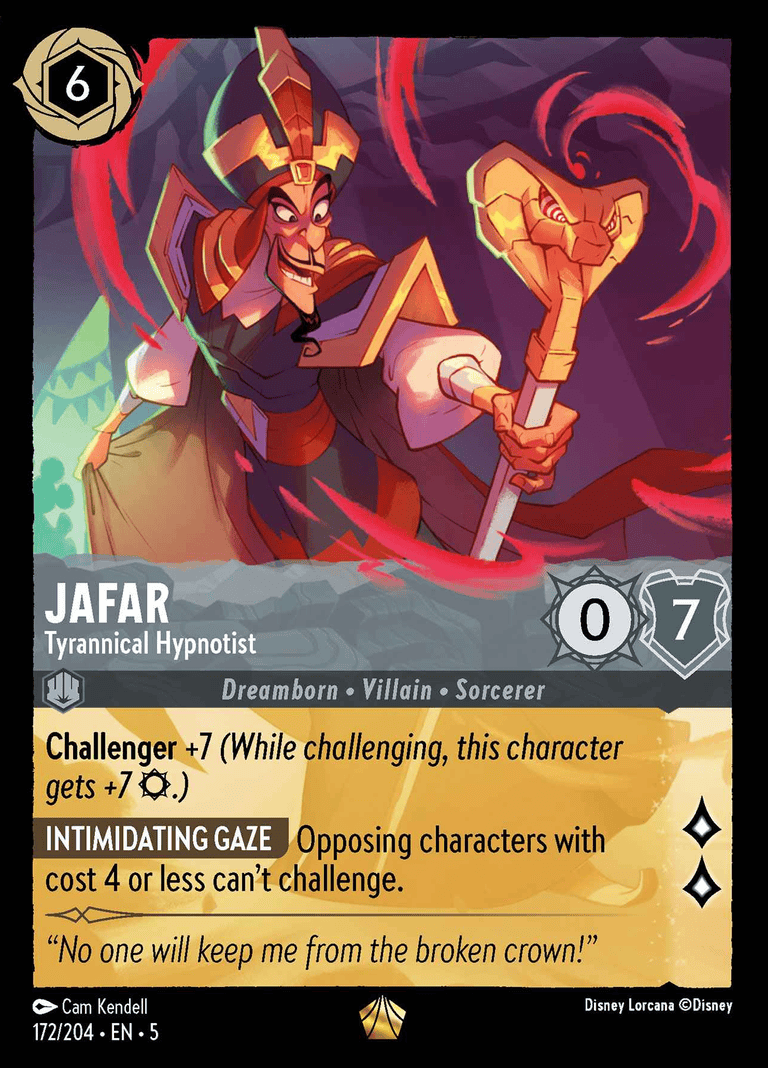 6
JAFAR
Tyrannical Hypnotist
0
7
Dreamborn • Villain • Sorcerer
Challenger +7 (While challenging, this character
gets +7 .)
INTIMIDATING GAZE Opposing characters with
cost 4 or less can’t challenge.
“No one will keep me from the broken crown!”
Cam Kendell
Disney Lorcana ©Disney
172/204 • EN • 5